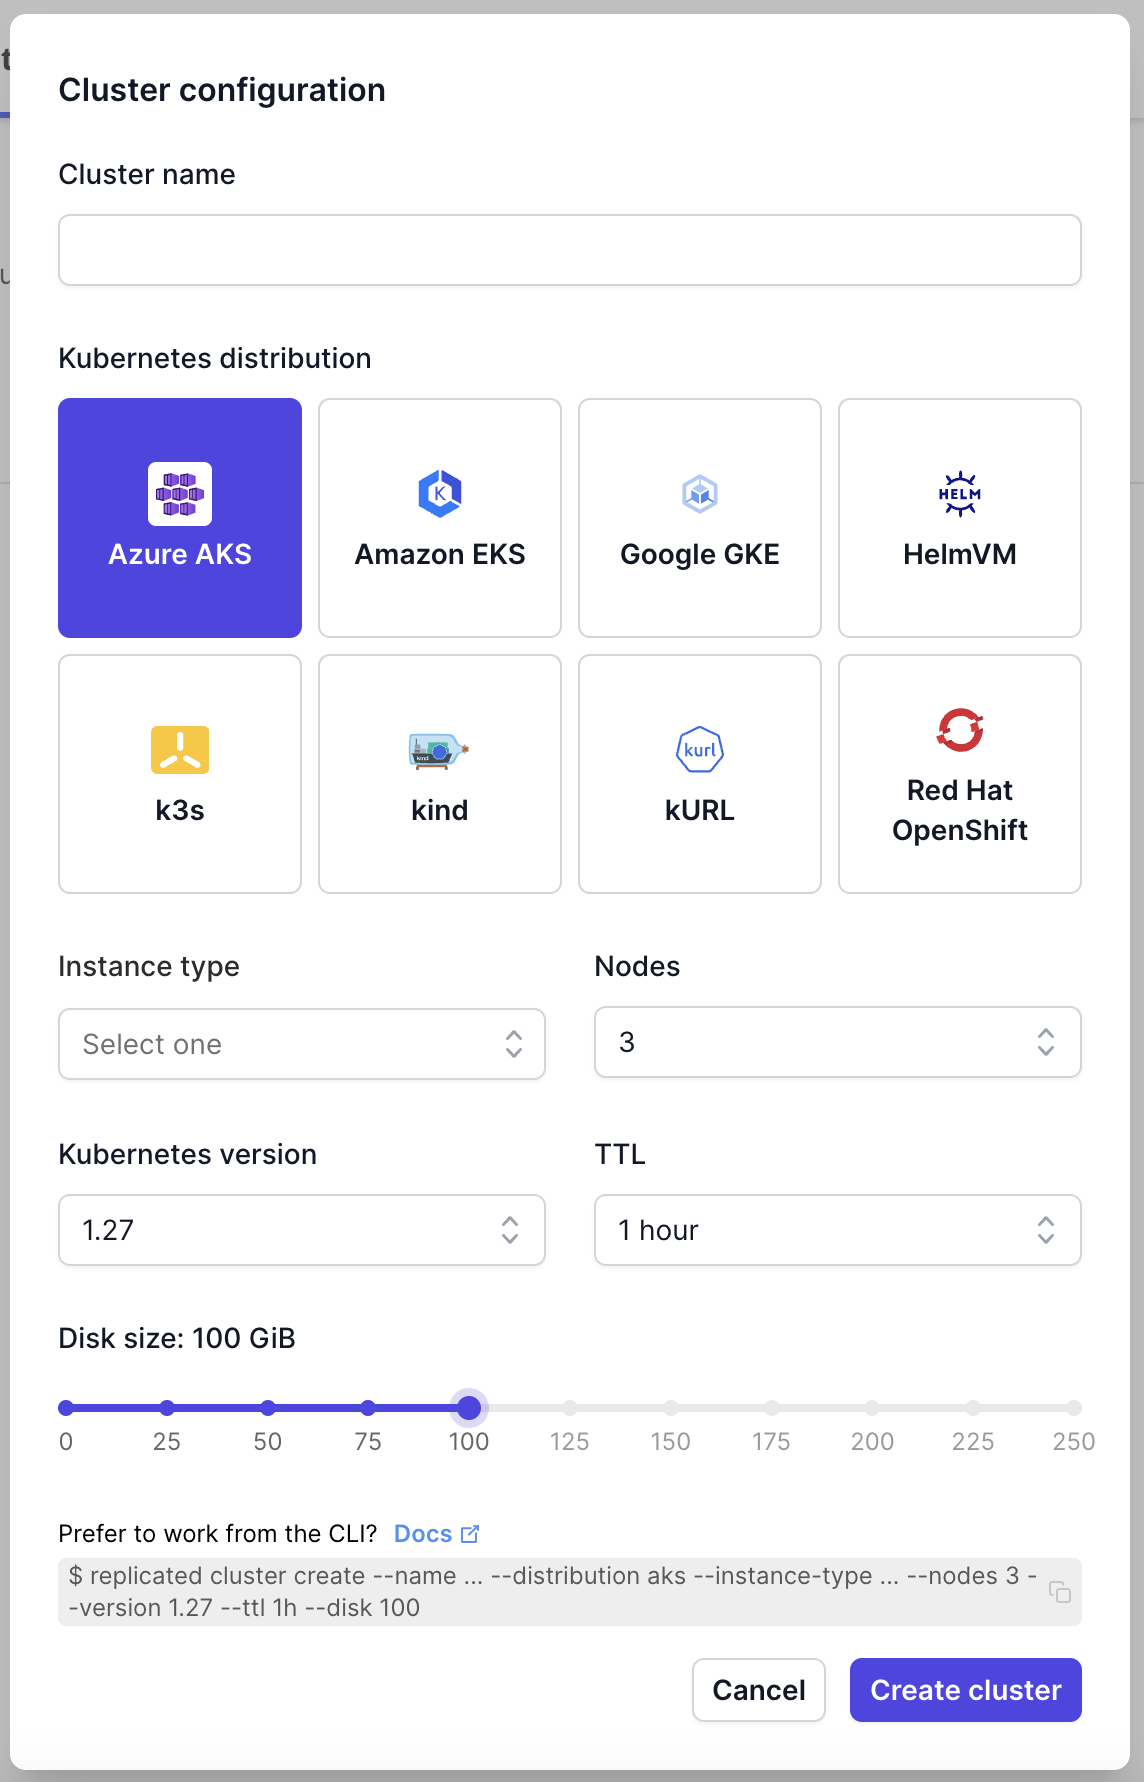 Cluster configuration
Cluster name
Kubernetes distribution
Azure AKS
K
Amazon EKS
Google GKE
HELM
HelmVM
k3s
kind
kind
kurl
kURL
Red Hat
OpenShift
Instance type
Nodes
Select one
3
Kubernetes version
TTL
1.27
1 hour
Disk size: 100 GiB
0 25 50 75 100 125 150 175 200 225 250
Prefer to work from the CLI? Docs
$ replicated cluster create --name ... --distribution aks --instance-type ... --nodes 3 -
-version 1.27 --ttl 1h --disk 100
Cancel
Create cluster